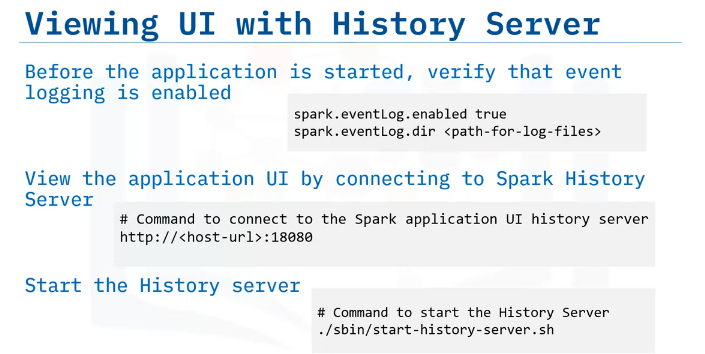 Viewing UI with History Server
Before the application is started, verify that event
logging is enabled
spark.eventLog.enabled true
spark.eventLog.dir <path-for-log-files>
View the application UI by connecting to Spark History
Server
# Command to connect to the Spark application UI history server
http://<host-url>:18080
Start the History server
# Command to start the History Server
./sbin/start-history-server.sh